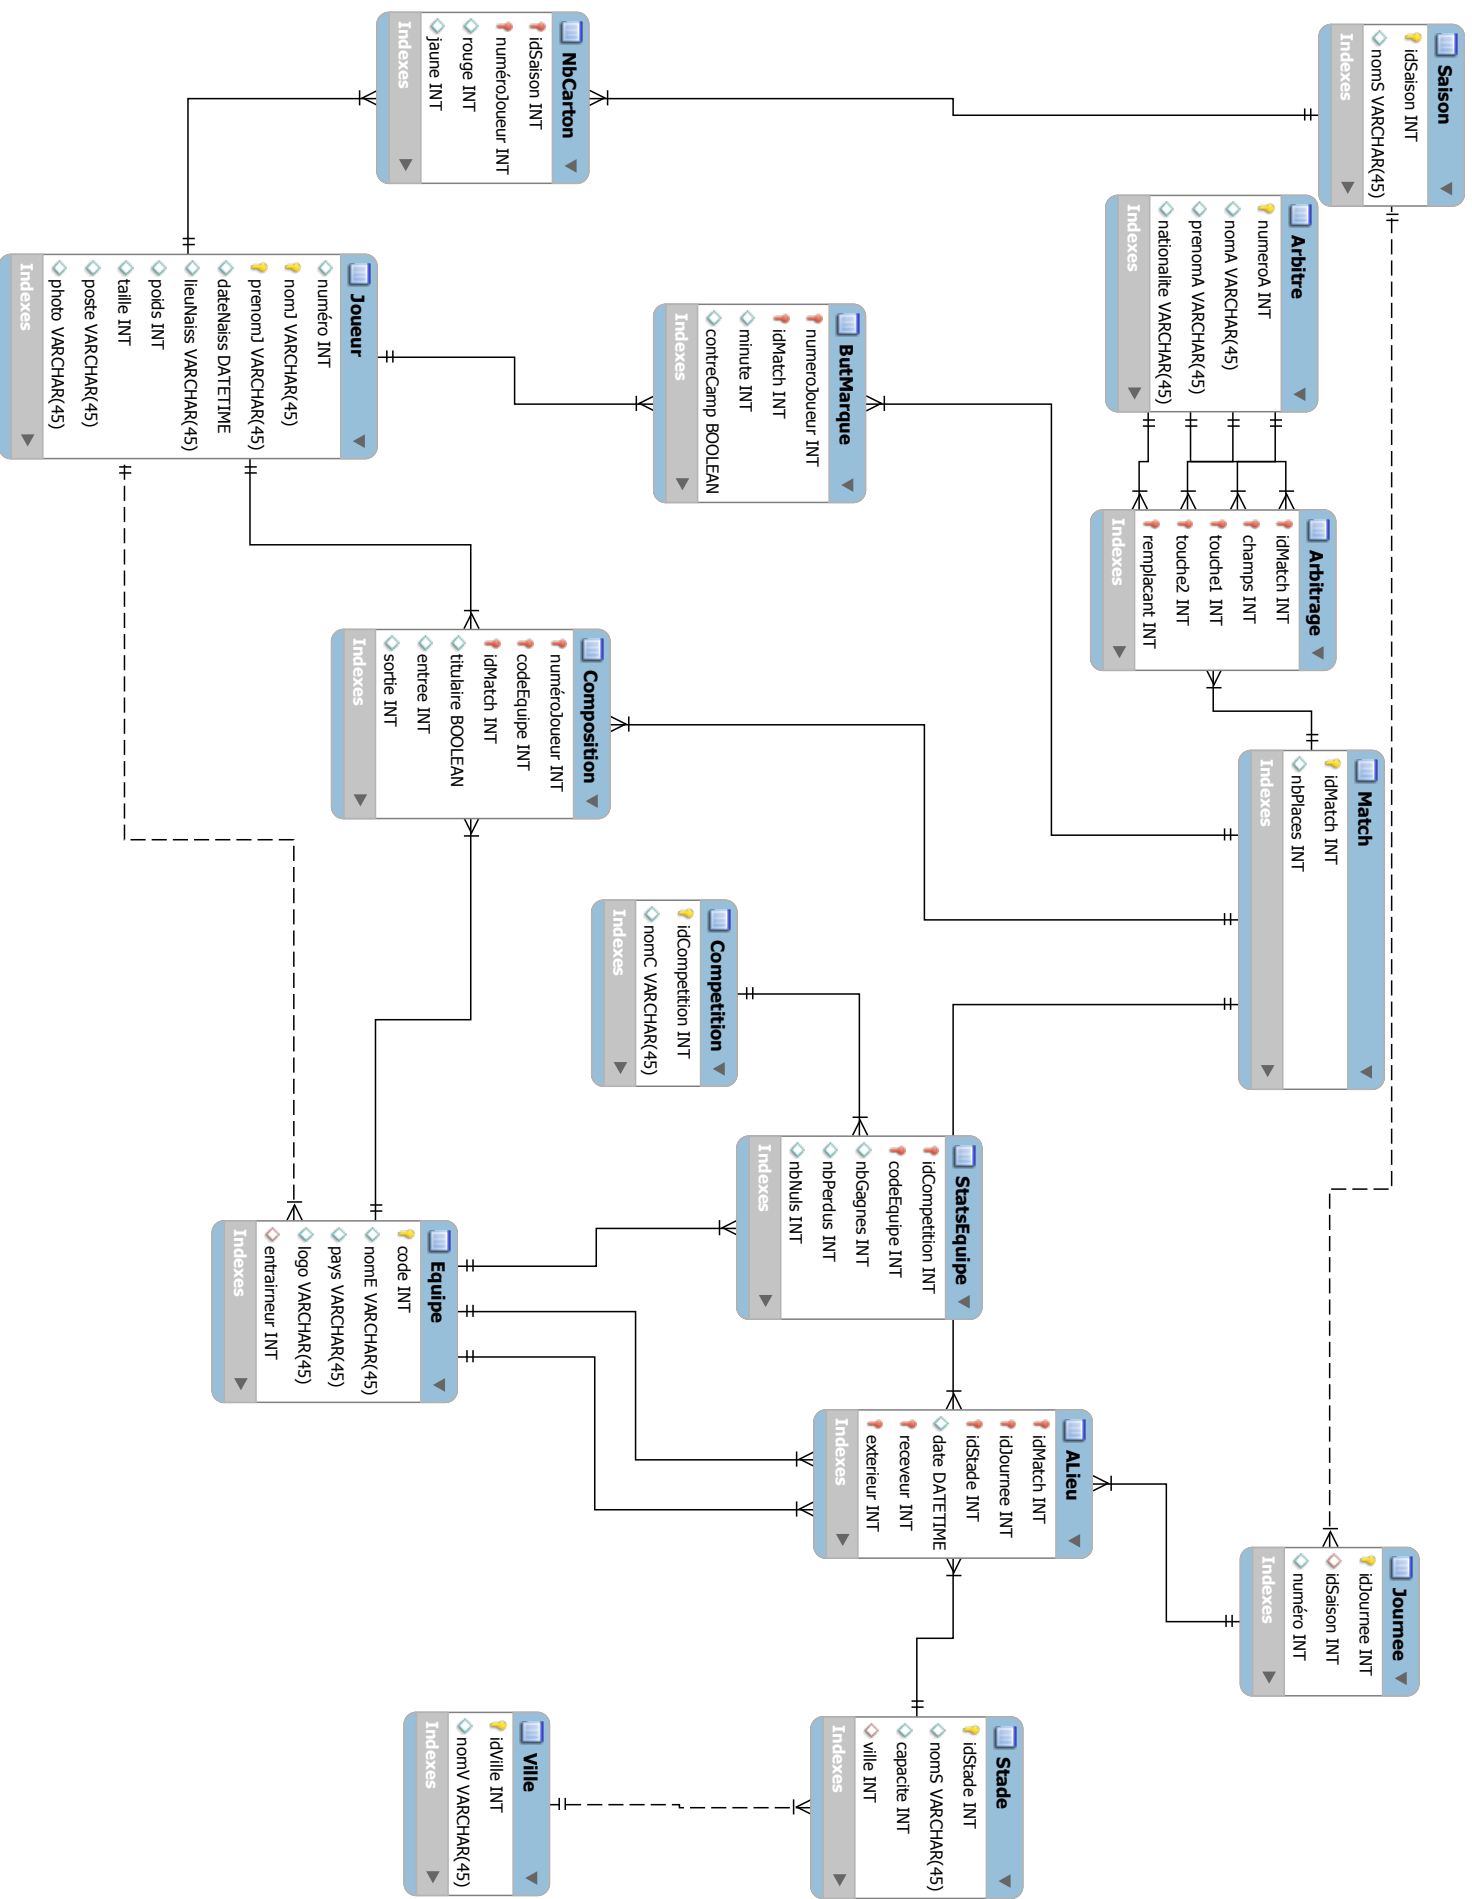 Saison
idSaison INT
nomS VARCHAR(45)
Indexes
Arbitre
numeroA INT
nomA VARCHAR(45)
prenomA VARCHAR(45)
nationalite VARCHAR(45)
Indexes
Arbitrage
idMatch INT
champs INT
touche1 INT
touche2 INT
remplacant INT
Indexes
Match
idMatch INT
nbPlaces INT
Indexes
Journee
idJournee INT
idSaison INT
numéro INT
Indexes
NbCarton
idSaison INT
numéroJoueur INT
rouge INT
jaune INT
Indexes
ButMarque
numeroJoueur INT
idMatch INT
minute INT
contreCamp BOOLEAN
Indexes
Composition
numéroJoueur INT
codeEquipe INT
idMatch INT
titulaire BOOLEAN
entree INT
sortie INT
Indexes
Competition
idCompetition INT
nomC VARCHAR(45)
Indexes
StatsEquipe
idCompetition INT
codeEquipe INT
nbGagnes INT
nbPerdus INT
nbNuls INT
Indexes
ALieu
idMatch INT
idJournee INT
idStade INT
date DATETIME
receveur INT
exterieur INT
Indexes
Stade
idStade INT
nomS VARCHAR(45)
capacite INT
ville INT
Indexes
Joueur
numéro INT
nomJ VARCHAR(45)
prenomJ VARCHAR(45)
dateNaiss DATETIME
lieuNaiss VARCHAR(45)
poids INT
taille INT
poste VARCHAR(45)
photo VARCHAR(45)
Indexes
Equipe
code INT
nomE VARCHAR(45)
pays VARCHAR(45)
logo VARCHAR(45)
entrairneur INT
Indexes
Ville
idVille INT
nomV VARCHAR(45)
Indexes